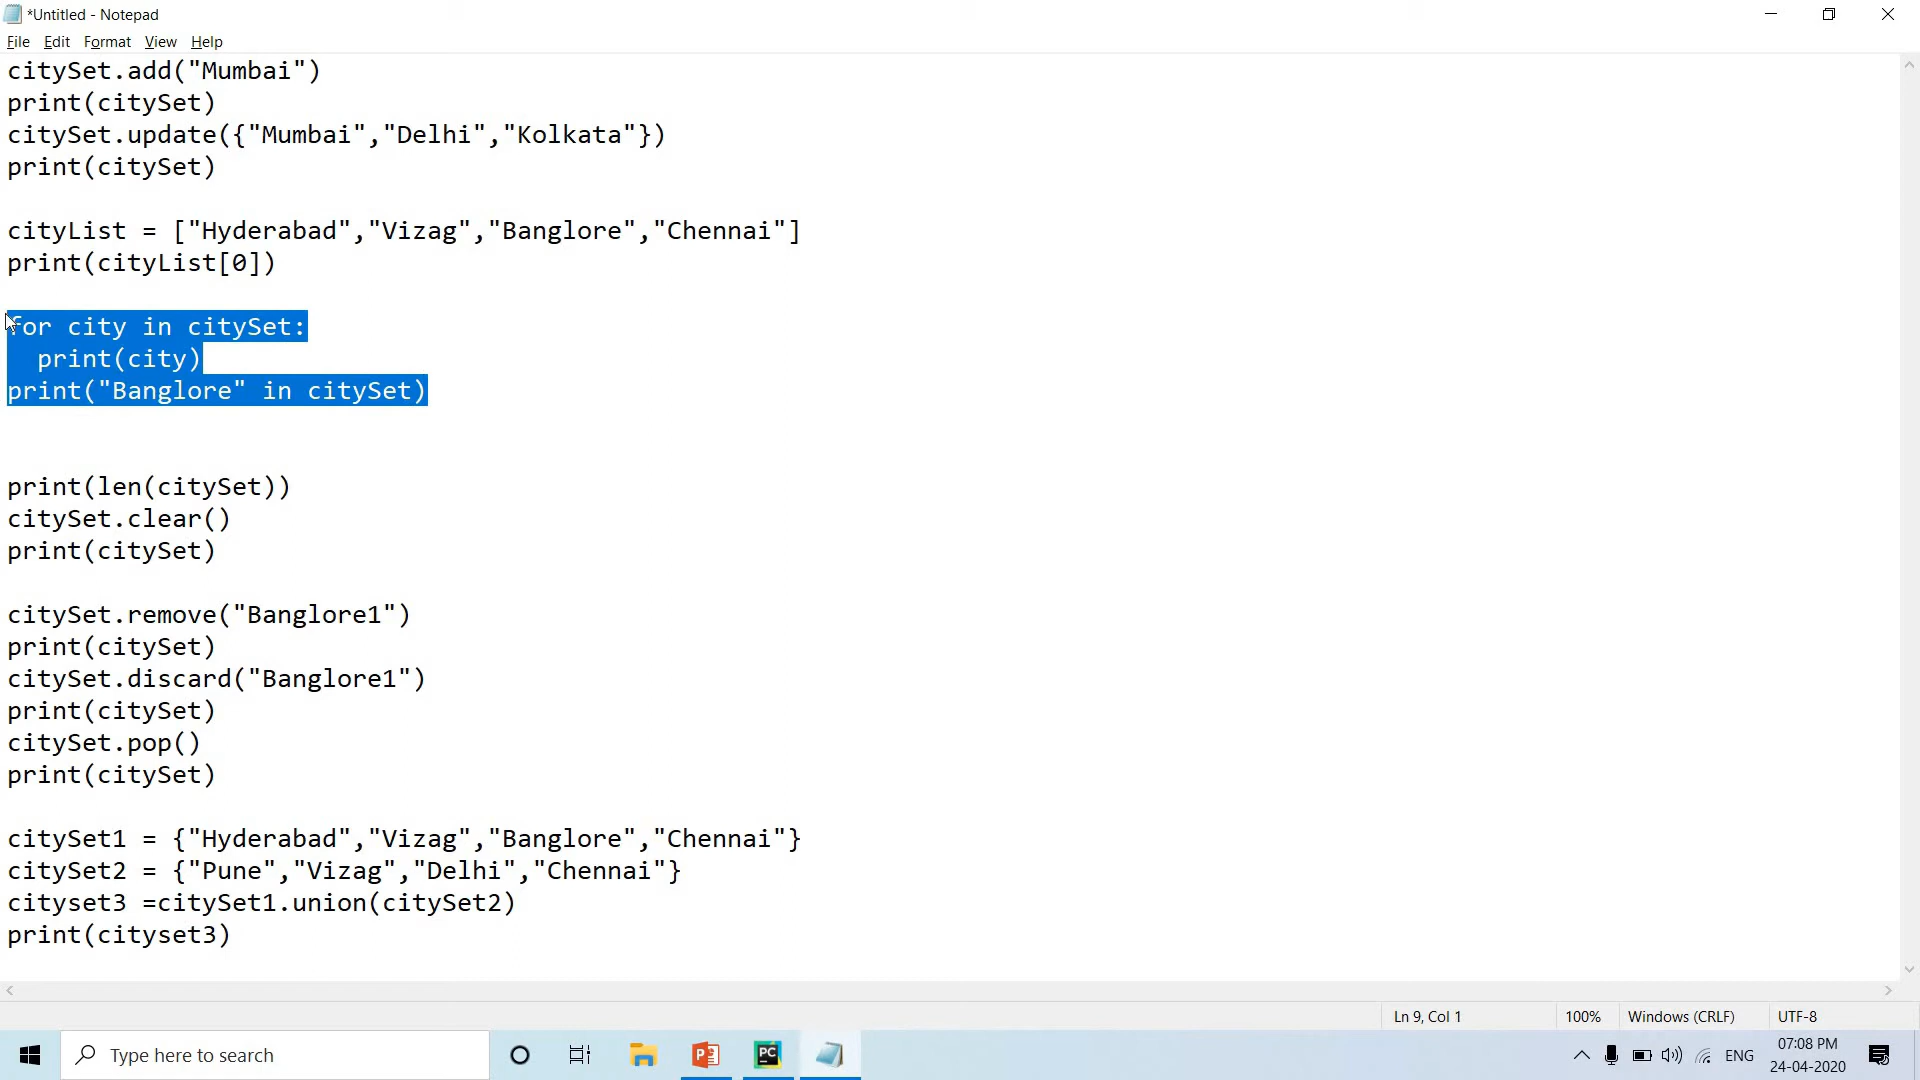 *Untitled - Notepad
File Edit Format View Help
citySet.add("Mumbai")
print(citySet)
citySet.update({"Mumbai","Delhi","Kolkata"})
print(citySet)
cityList = ["Hyderabad","Vizag","Banglore","Chennai"]
print(cityList[0])
for city in citySet:
  print(city)
print("Banglore" in citySet)
print(len(citySet))
citySet.clear()
print(citySet)
citySet.remove("Banglore1")
print(citySet)
citySet.discard("Banglore1")
print(citySet)
citySet.pop()
print(citySet)
citySet1 = {"Hyderabad","Vizag","Banglore","Chennai"}
citySet2 = {"Pune","Vizag","Delhi","Chennai"}
cityset3 =citySet1.union(citySet2)
print(cityset3)
Ln 9, Col 1 100% Windows (CRLF) UTF-8
Type here to search
PC
ENG
07:08 PM
24-04-2020